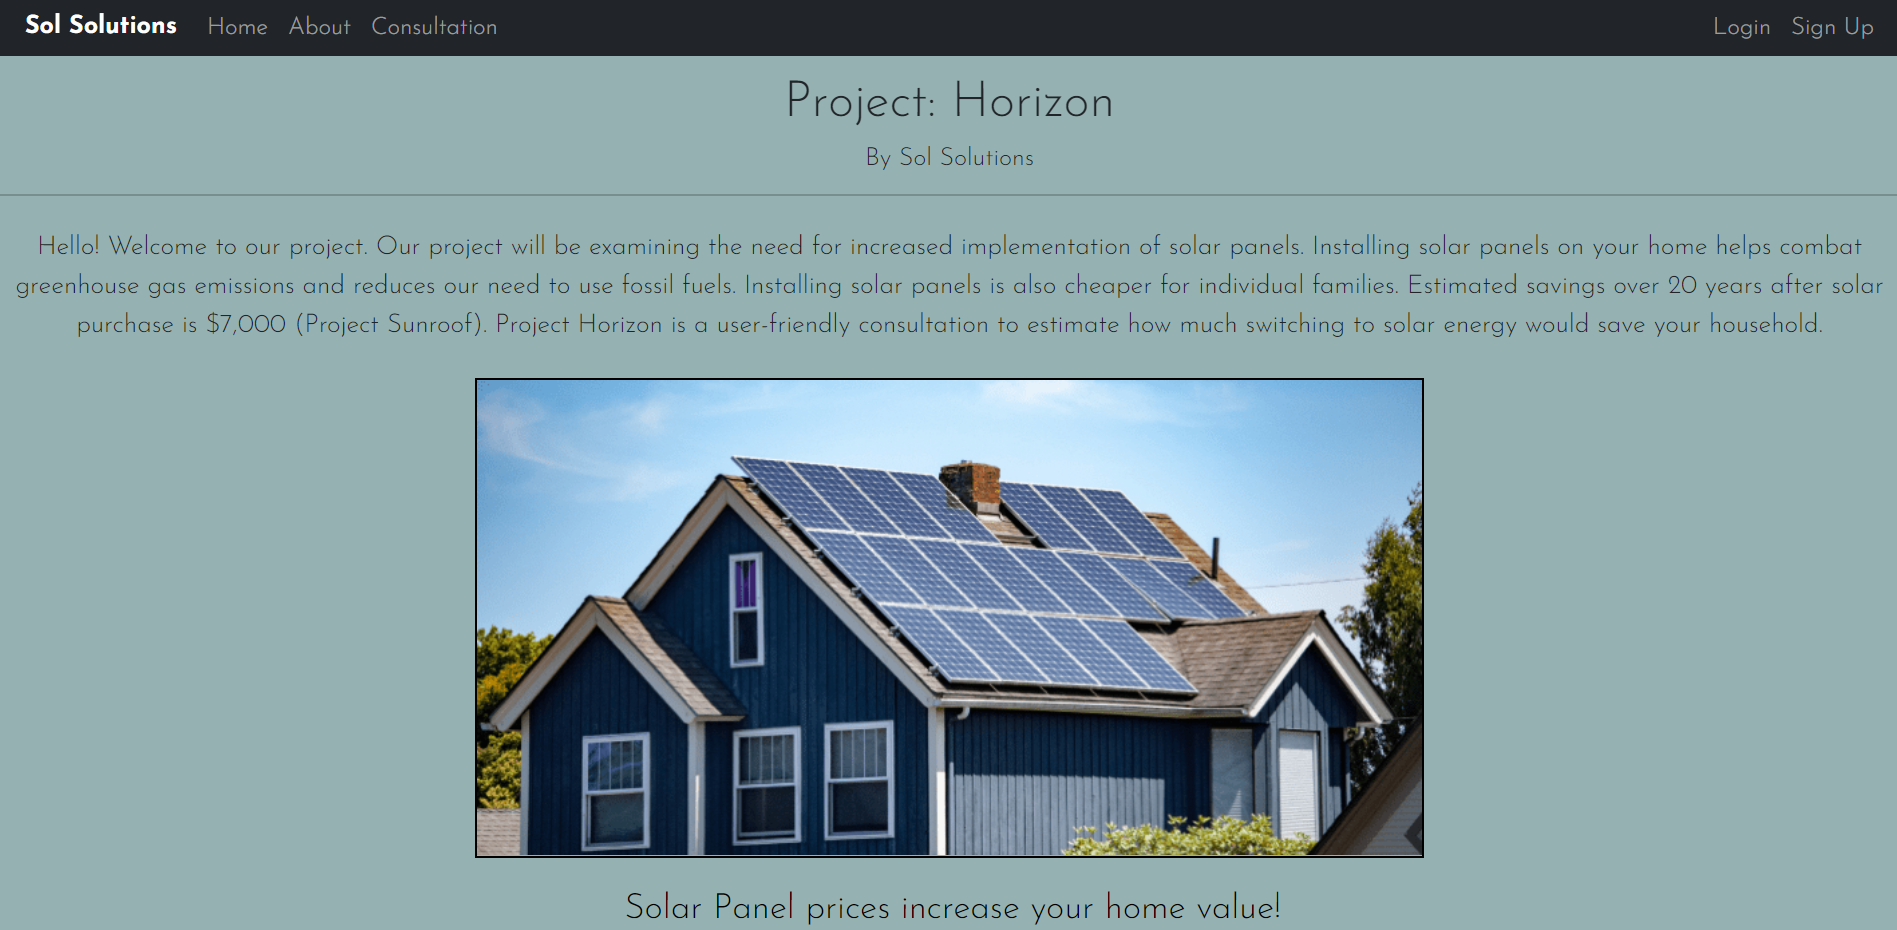 Sol Solutions Home About Consultation Login Sign Up
Project: Horizon
By Sol Solutions
Hello! Welcome to our project. Our project will be examining the need for increased implementation of solar panels. Installing solar panels on your home helps combat
greenhouse gas emissions and reduces our need to use fossil fuels. Installing solar panels is also cheaper for individual families. Estimated savings over 20 years after solar
purchase is $7,000 (Project Sunroof). Project Horizon is a user-friendly consultation to estimate how much switching to solar energy would save your household.
Solar Panel prices increase your home value!